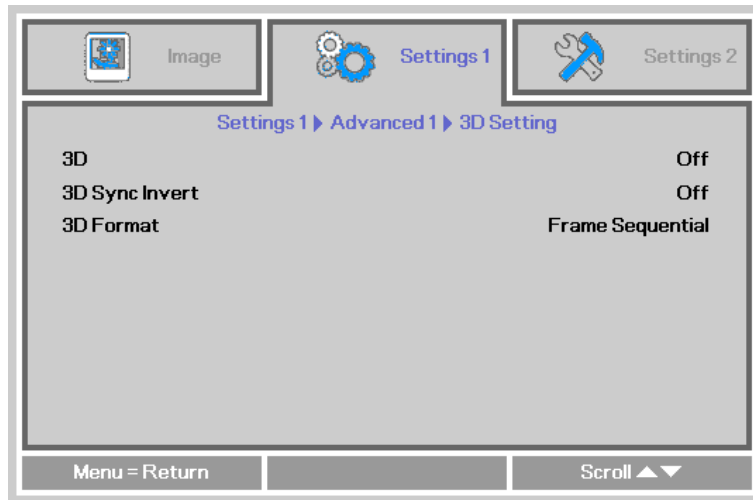 Image
Settings 1
Settings 2
Settings 1 ▶ Advanced 1 ▶ 3D Setting
3D Off
3D Sync Invert Off
3D Format Frame Sequential
Menu = Return
Scroll ▲▼